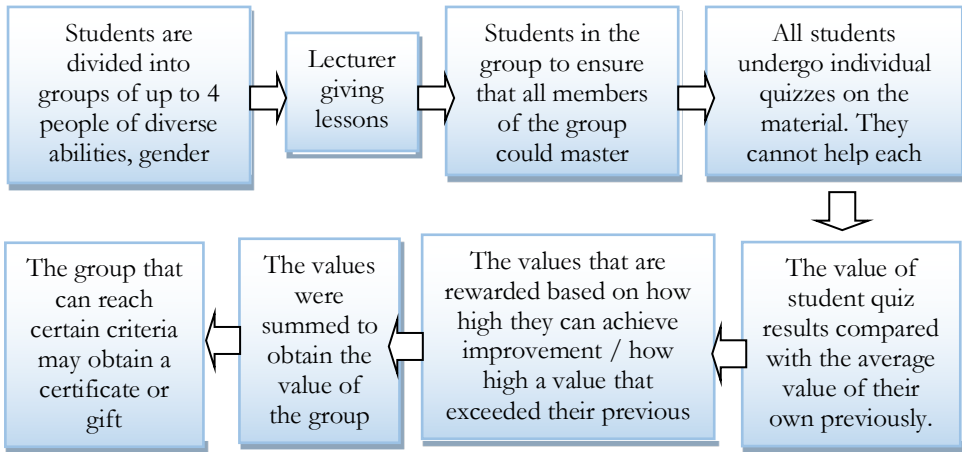 Students are
divided into
groups of up to 4
people of diverse
abilities, gender
Lecturer
giving
lessons
Students in the
group to ensure
that all members
of the group
could master
All students
undergo individual
quizzes on the
material. They
cannot help each
The value of
student quiz
results compared
with the average
value of their
own previously.
The values that are
rewarded based on how
high they can achieve
improvement / how
high a value that
exceeded their previous
The values
were
summed to
obtain the
value of
the group
The group that
can reach
certain criteria
may obtain a
certificate or
gift